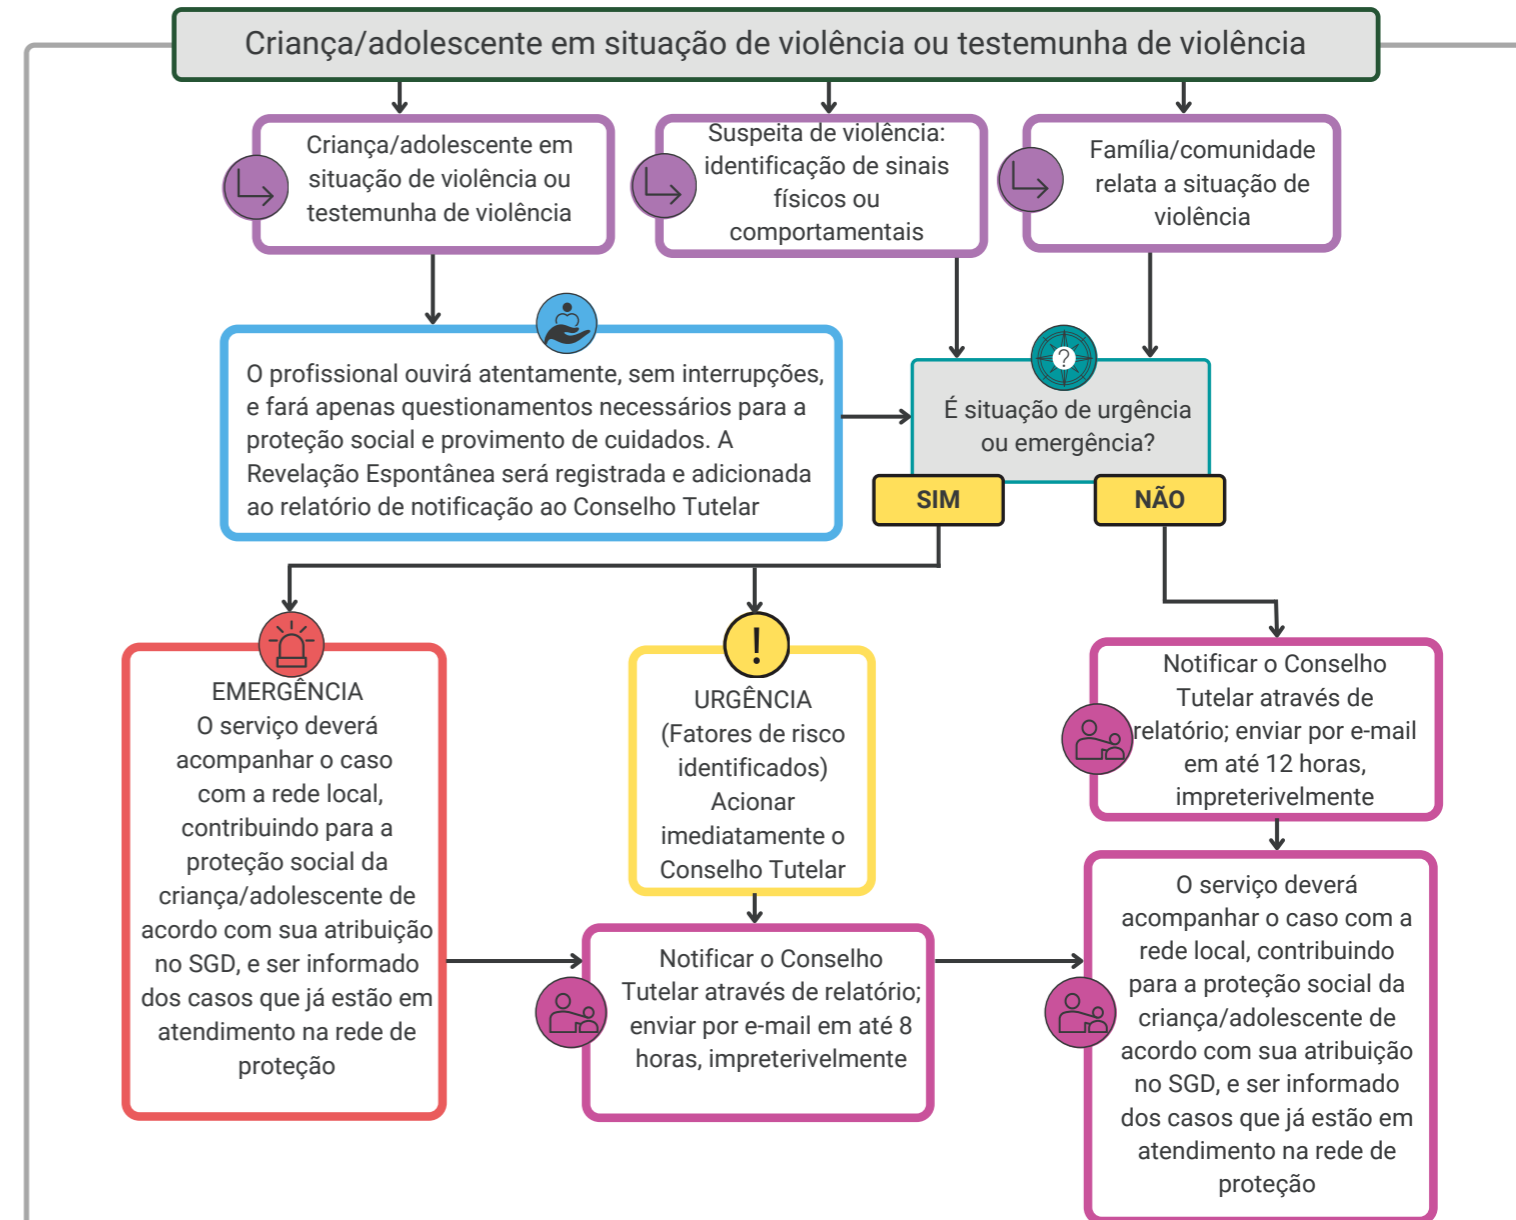 Criança/adolescente em situação de violência ou testemunha de violência
Criança/adolescente em
situação de violência ou
testemunha de violência
Suspeita de violência:
identificação de sinais
físicos ou
comportamentais
Família/comunidade
relata a situação de
violência
O profissional ouvirá atentamente, sem interrupções,
e fará apenas questionamentos necessários para a
proteção social e provimento de cuidados. A
Revelação Espontânea será registrada e adicionada
ao relatório de notificação ao Conselho Tutelar
?
É situação de urgência
ou emergência?
SIM
NÃO
EMERGÊNCIA
O serviço deverá
acompanhar o caso
com a rede local,
contribuindo para a
proteção social da
criança/adolescente de
acordo com sua atribuição
no SGD, e ser informado
dos casos que já estão em
atendimento na rede de
proteção
!
URGÊNCIA
(Fatores de risco
identificados)
Acionar
imediatamente o
Conselho Tutelar
Notificar o Conselho
Tutelar através de relatório;
enviar por e-mail em até 8
horas, impreterivelmente
Notificar o Conselho
Tutelar através de
relatório; enviar por e-mail
em até 12 horas,
impreterivelmente
O serviço deverá
acompanhar o caso com a
rede local, contribuindo
para a proteção social da
criança/adolescente de
acordo com sua atribuição
no SGD, e ser informado
dos casos que já estão em
atendimento na rede de
proteção